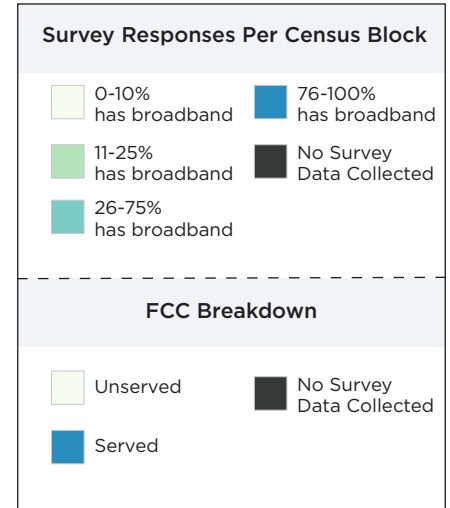 Survey Responses Per Census Block
0-10%
has broadband
11-25%
has broadband
26-75%
has broadband
76-100%
has broadband
No Survey
Data Collected
FCC Breakdown
Unserved
Served
No Survey
Data Collected